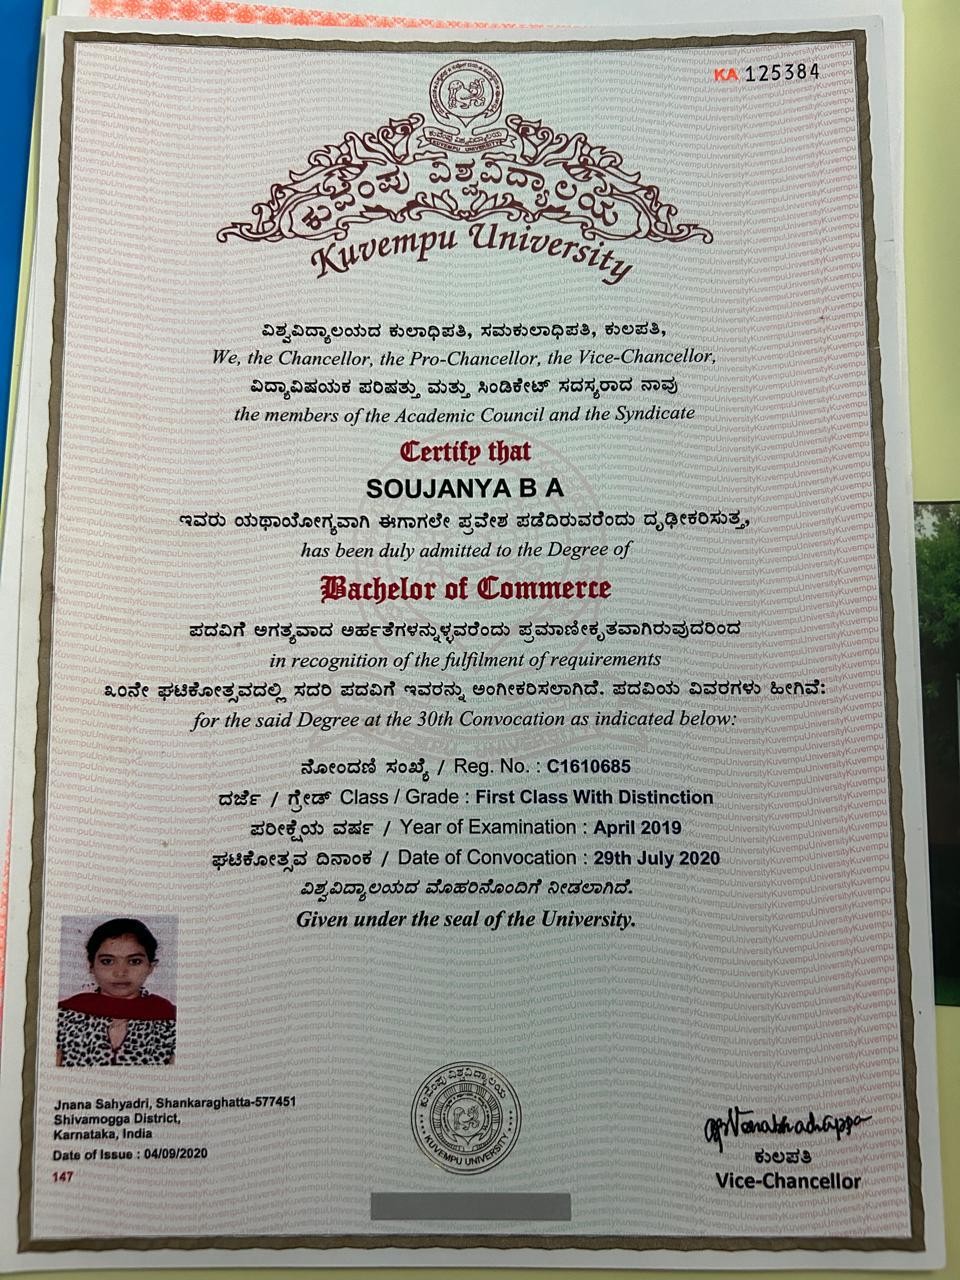 KA 125384
ಕುವೆಂಪು ವಿಶ್ವವಿದ್ಯಾಲಯ
KUVEMPU UNIVERSITY
ಕುವೆಂಪು ವಿಶ್ವವಿದ್ಯಾಲಯ
Kuvempu University
ವಿಶ್ವವಿದ್ಯಾಲಯದ ಕುಲಾಧಿಪತಿ, ಸಮಕುಲಾಧಿಪತಿ, ಕುಲಪತಿ,
We, the Chancellor, the Pro-Chancellor, the Vice-Chancellor,
ವಿದ್ಯಾವಿಷಯಕ ಪರಿಷತ್ತು ಮತ್ತು ಸಿಂಡಿಕೇಟ್ ಸದಸ್ಯರಾದ ನಾವು
the members of the Academic Council and the Syndicate
Certify that
SOUJANYA B A
ಇವರು ಯಥಾಯೋಗ್ಯವಾಗಿ ಈಗಾಗಲೇ ಪ್ರವೇಶ ಪಡೆದಿರುವರೆಂದು ದೃಢೀಕರಿಸುತ್ತ,
has been duly admitted to the Degree of
Bachelor of Commerce
ಪದವಿಗೆ ಅಗತ್ಯವಾದ ಅರ್ಹತೆಗಳನ್ನುಳ್ಳವರೆಂದು ಪ್ರಮಾಣೀಕೃತವಾಗಿರುವುದರಿಂದ
in recognition of the fulfilment of requirements
೩೦ನೇ ಘಟಿಕೋತ್ಸವದಲ್ಲಿ ಸದರಿ ಪದವಿಗೆ ಇವರನ್ನು ಅಂಗೀಕರಿಸಲಾಗಿದೆ. ಪದವಿಯ ವಿವರಗಳು ಹೀಗಿವೆ:
for the said Degree at the 30th Convocation as indicated below:
ನೋಂದಣಿ ಸಂಖ್ಯೆ / Reg. No. : C1610685
ದರ್ಜೆ / ಗ್ರೇಡ್ Class / Grade : First Class With Distinction
ಪರೀಕ್ಷೆಯ ವರ್ಷ / Year of Examination : April 2019
ಘಟಿಕೋತ್ಸವ ದಿನಾಂಕ / Date of Convocation : 29th July 2020
ವಿಶ್ವವಿದ್ಯಾಲಯದ ಮೊಹರಿನೊಂದಿಗೆ ನೀಡಲಾಗಿದೆ.
Given under the seal of the University.
Jnana Sahyadri, Shankaraghatta-577451
Shivamogga District,
Karnataka, India
Date of Issue : 04/09/2020
147
ಕುವೆಂಪು ವಿಶ್ವವಿದ್ಯಾಲಯ
KUVEMPU UNIVERSITY
ಕುಲಪತಿ
Vice-Chancellor